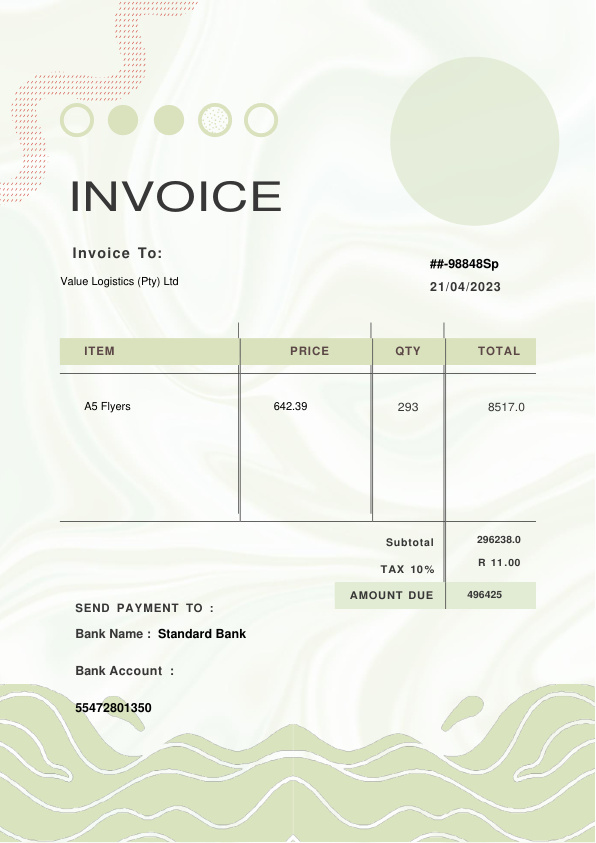 INVOICE
Invoice To:
Value Logistics (Pty) Ltd
##-98848Sp
21/04/2023
ITEM PRICE QTY TOTAL
A5 Flyers 642.39 293 8517.0
Subtotal 296238.0
TAX 10% R 11.00
AMOUNT DUE 496425
SEND PAYMENT TO :
Bank Name : Standard Bank
Bank Account :
55472801350